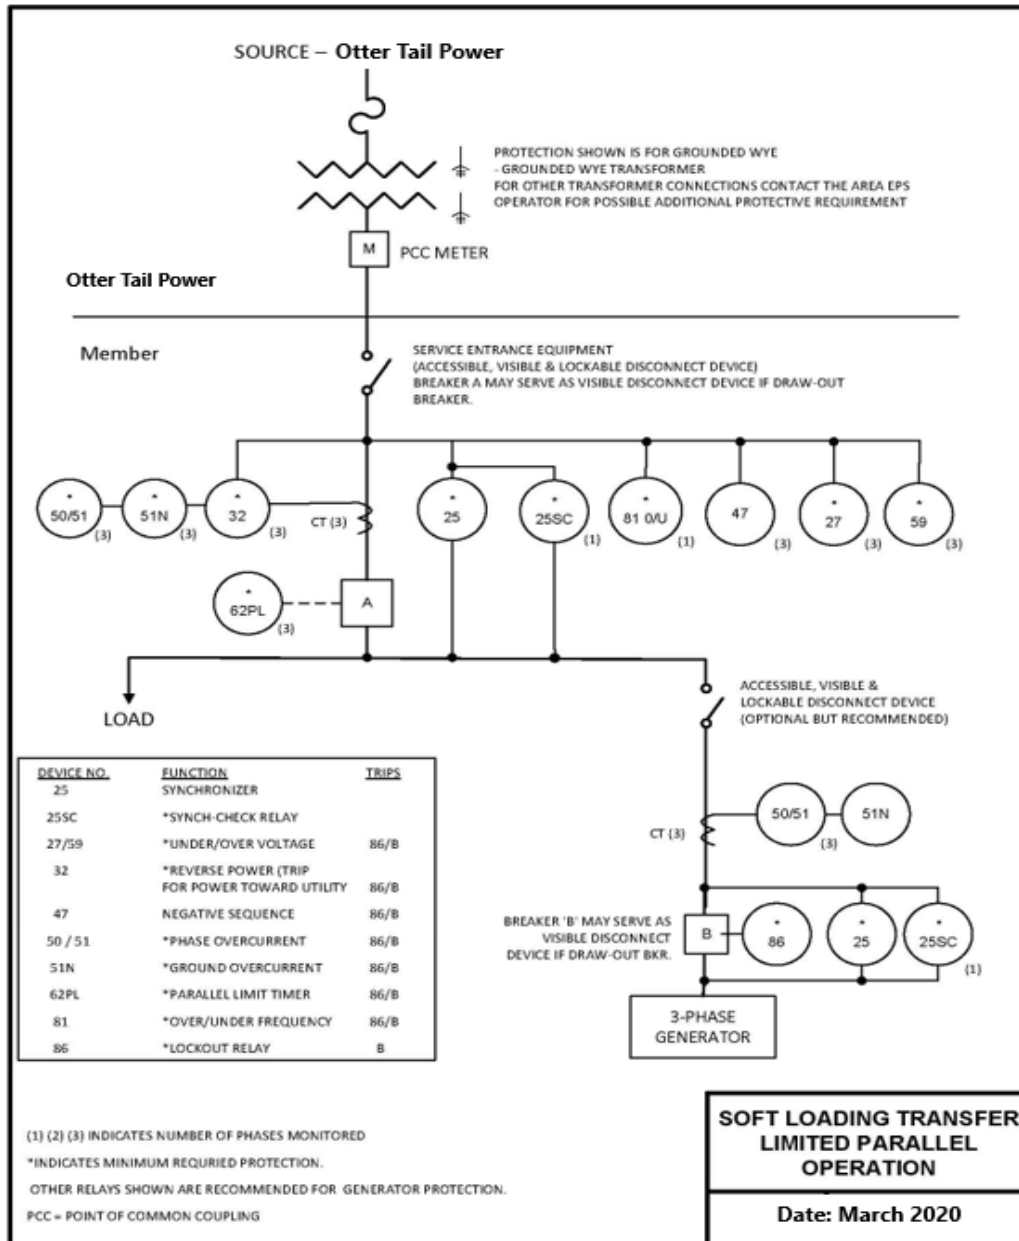 SOURCE – Otter Tail Power
PROTECTION SHOWN IS FOR GROUNDED WYE
- GROUNDED WYE TRANSFORMER
FOR OTHER TRANSFORMER CONNECTIONS CONTACT THE AREA EPS
OPERATOR FOR POSSIBLE ADDITIONAL PROTECTIVE REQUIREMENT
M
PCC METER
Otter Tail Power
Member
SERVICE ENTRANCE EQUIPMENT
(ACCESSIBLE, VISIBLE & LOCKABLE DISCONNECT DEVICE)
BREAKER A MAY SERVE AS VISIBLE DISCONNECT DEVICE IF DRAW-OUT
BREAKER.
* 50/51 (3)
* 51N (3)
* 32 (3)
CT (3)
* 25
* 25SC (1)
* 81 0/U (1)
47 (3)
* 27 (3)
* 59 (3)
* 62PL (3)
A
LOAD
ACCESSIBLE, VISIBLE &
LOCKABLE DISCONNECT DEVICE
(OPTIONAL BUT RECOMMENDED)
DEVICE NO. FUNCTION TRIPS
25 SYNCHRONIZER
25SC *SYNCH-CHECK RELAY
27/59 *UNDER/OVER VOLTAGE 86/B
32 *REVERSE POWER (TRIP
FOR POWER TOWARD UTILITY 86/B
47 NEGATIVE SEQUENCE 86/B
50 / 51 *PHASE OVERCURRENT 86/B
51N *GROUND OVERCURRENT 86/B
62PL *PARALLEL LIMIT TIMER 86/B
81 *OVER/UNDER FREQUENCY 86/B
86 *LOCKOUT RELAY B
CT (3)
50/51 (3)
51N
BREAKER 'B' MAY SERVE AS
VISIBLE DISCONNECT
DEVICE IF DRAW-OUT BKR.
B
* 86
* 25
* 25SC (1)
3-PHASE
GENERATOR
(1) (2) (3) INDICATES NUMBER OF PHASES MONITORED
*INDICATES MINIMUM REQURIED PROTECTION.
OTHER RELAYS SHOWN ARE RECOMMENDED FOR GENERATOR PROTECTION.
PCC = POINT OF COMMON COUPLING
SOFT LOADING TRANSFER
LIMITED PARALLEL
OPERATION
Date: March 2020